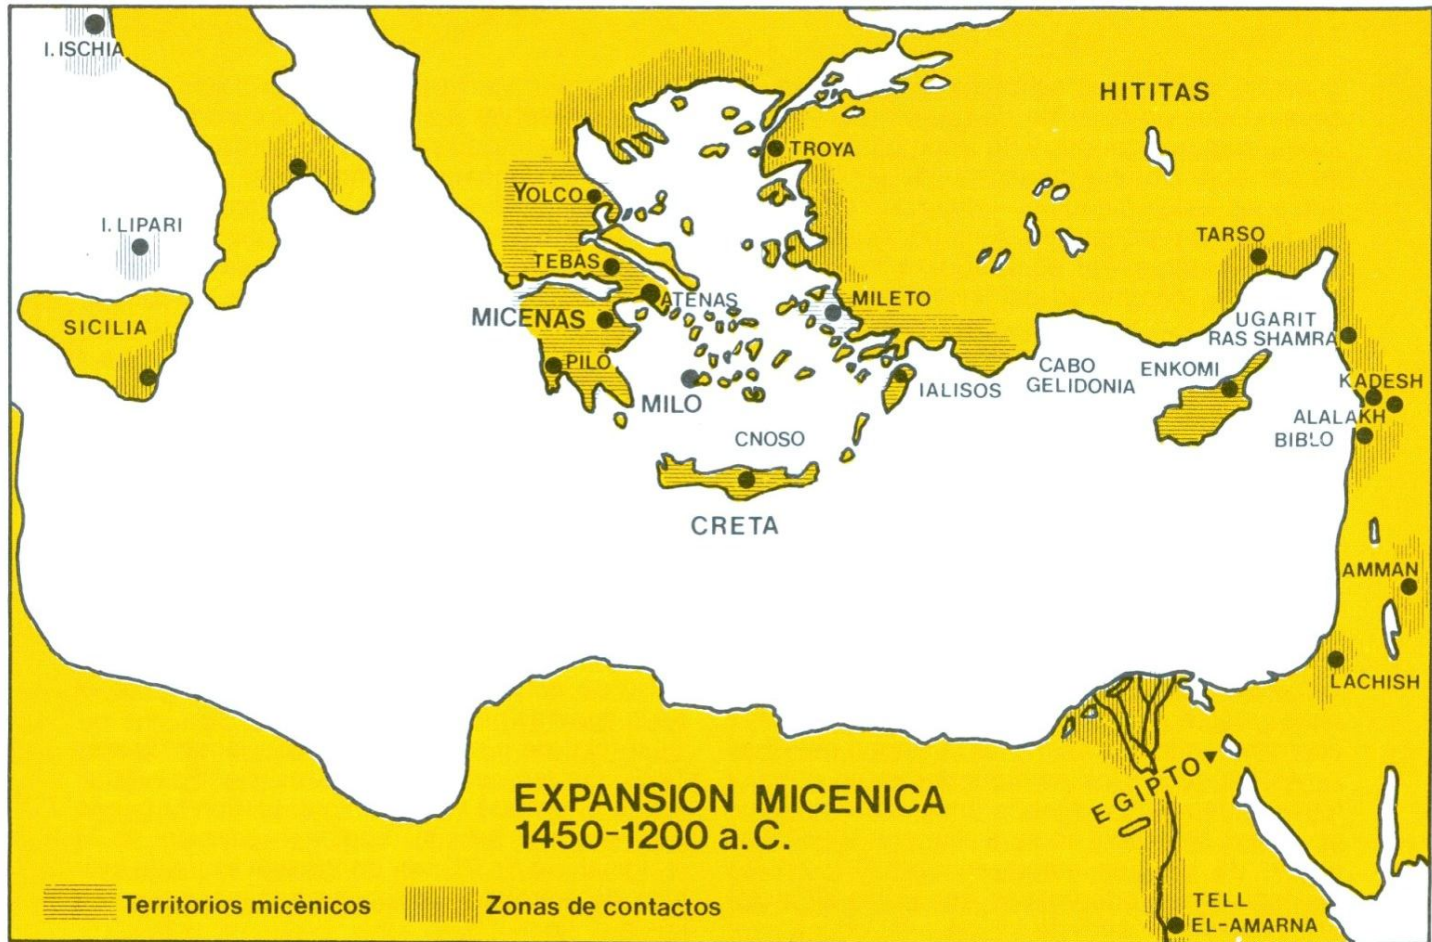 I. ISCHIA
HITITAS
TROYA
YOLCO
I. LIPARI
TARSO
TEBAS
ATENAS
MILETO
MICENAS
SICILIA
UGARIT
RAS SHAMRA
PILO
CABO
GELIDONIA
ENKOMI
IALISOS
KADESH
MILO
ALALAKH
BIBLO
CNOSO
CRETA
AMMAN
LACHISH
EGIPTO
EXPANSION MICENICA
1450-1200 a.C.
Territorios micènicos
Zonas de contactos
TELL
EL-AMARNA